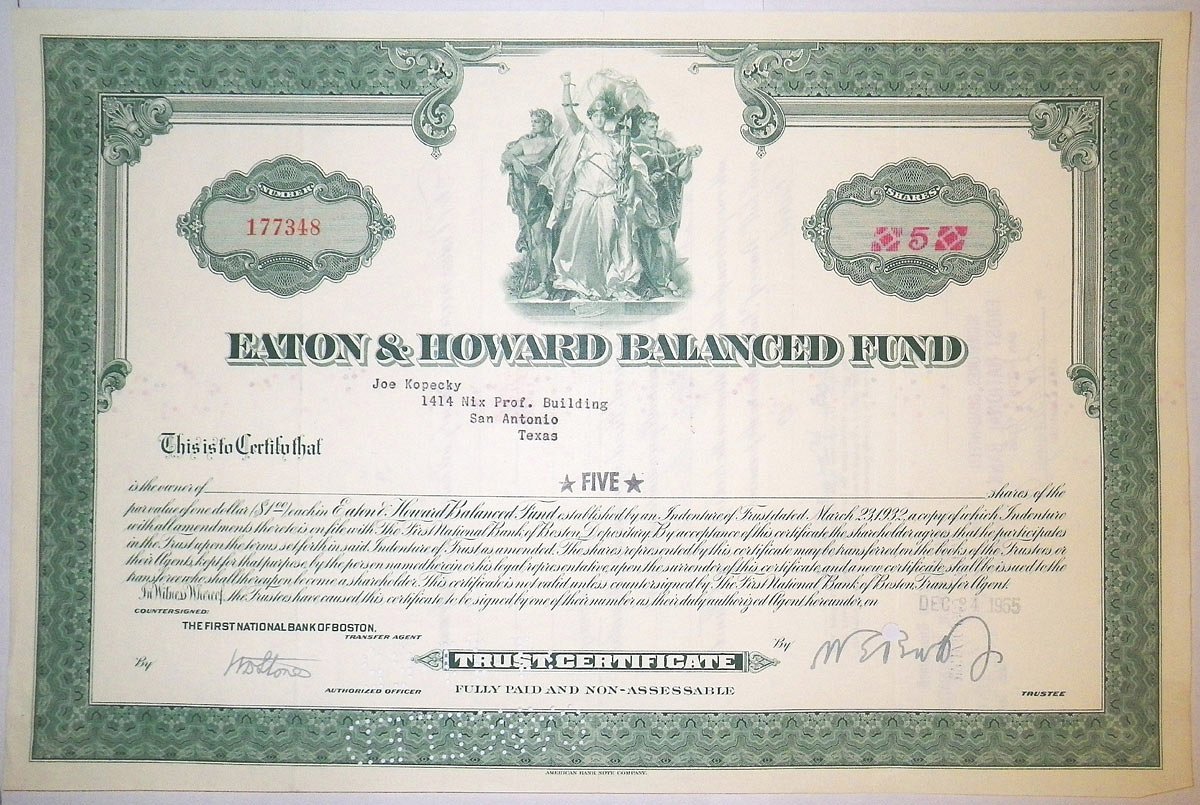 NO. CERT.
177348
SHARES
5
EATON & HOWARD BALANCED FUND
Joe Kopecky
1414 Nix Prof. Building
San Antonio
Texas
This is to Certify that
★ FIVE ★
is the owner of shares of the
par value of one dollar ($1.00) each in Eaton & Howard Balanced Fund, established by an Indenture of Trust dated, March 23, 1932, a copy of which Indenture
with all amendments thereto is on file with The First National Bank of Boston, Depositary. By acceptance of this certificate the shareholder agrees that he participates
in the Trust upon the terms set forth in said Indenture of Trust as amended. The shares represented by this certificate may be transferred on the books of the Trustees or
their Agents, kept for that purpose, by the person named herein or his legal representative, upon the surrender of this certificate, and a new certificate shall be issued to the
transferee who shall thereupon become a shareholder. This certificate is not valid unless countersigned by The First National Bank of Boston, Transfer Agent.
In Witness Whereof, the Trustees have caused this certificate to be signed by one of their number as their duly authorized Agent hereunder, on
DEC 24 1955
COUNTERSIGNED:
THE FIRST NATIONAL BANK OF BOSTON,
TRANSFER AGENT
By
By
TRUST CERTIFICATE
AUTHORIZED OFFICER
FULLY PAID AND NON-ASSESSABLE
TRUSTEE
AMERICAN BANK NOTE COMPANY.